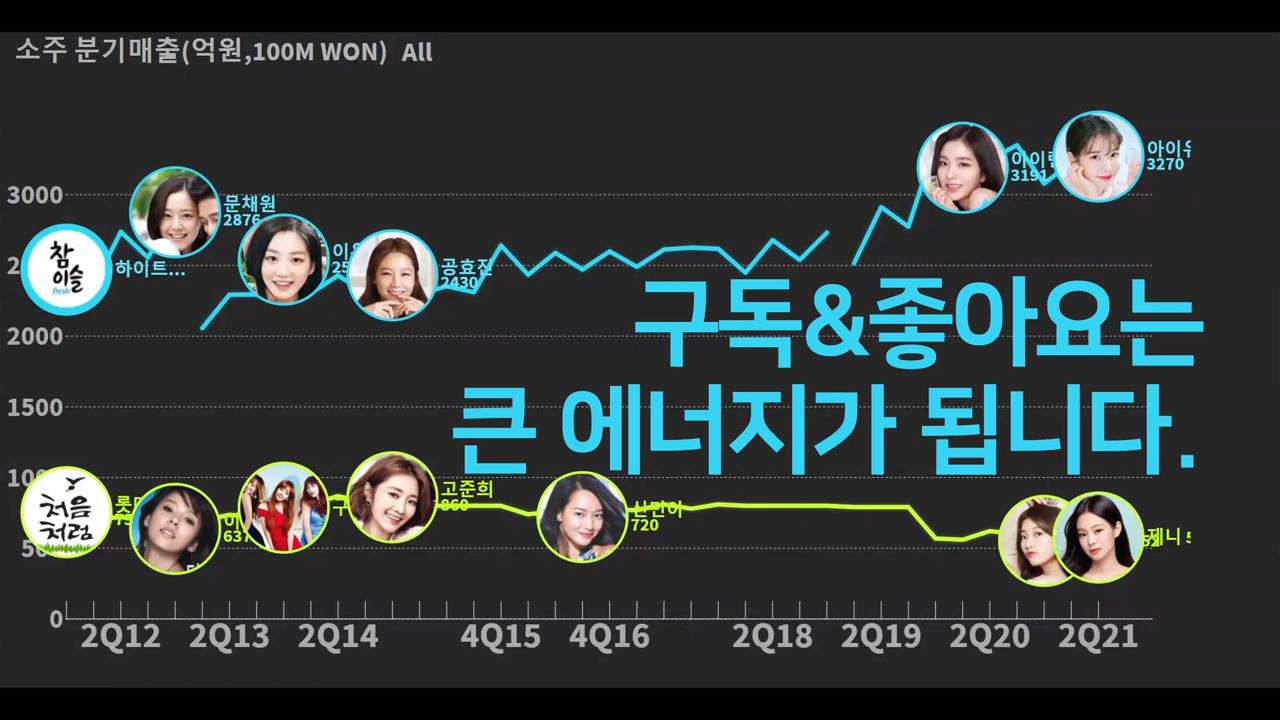 소주 분기매출(억원,100M WON) All
3000
2000
1500
0
참이슬
fresh
하이트...
문채원
2876
공효진
2430
3191
3270
구독&좋아요는
큰 에너지가 됩니다.
처음처럼
637
고준희
860
신민아
720
제니
2Q12 2Q13 2Q14 4Q15 4Q16 2Q18 2Q19 2Q20 2Q21